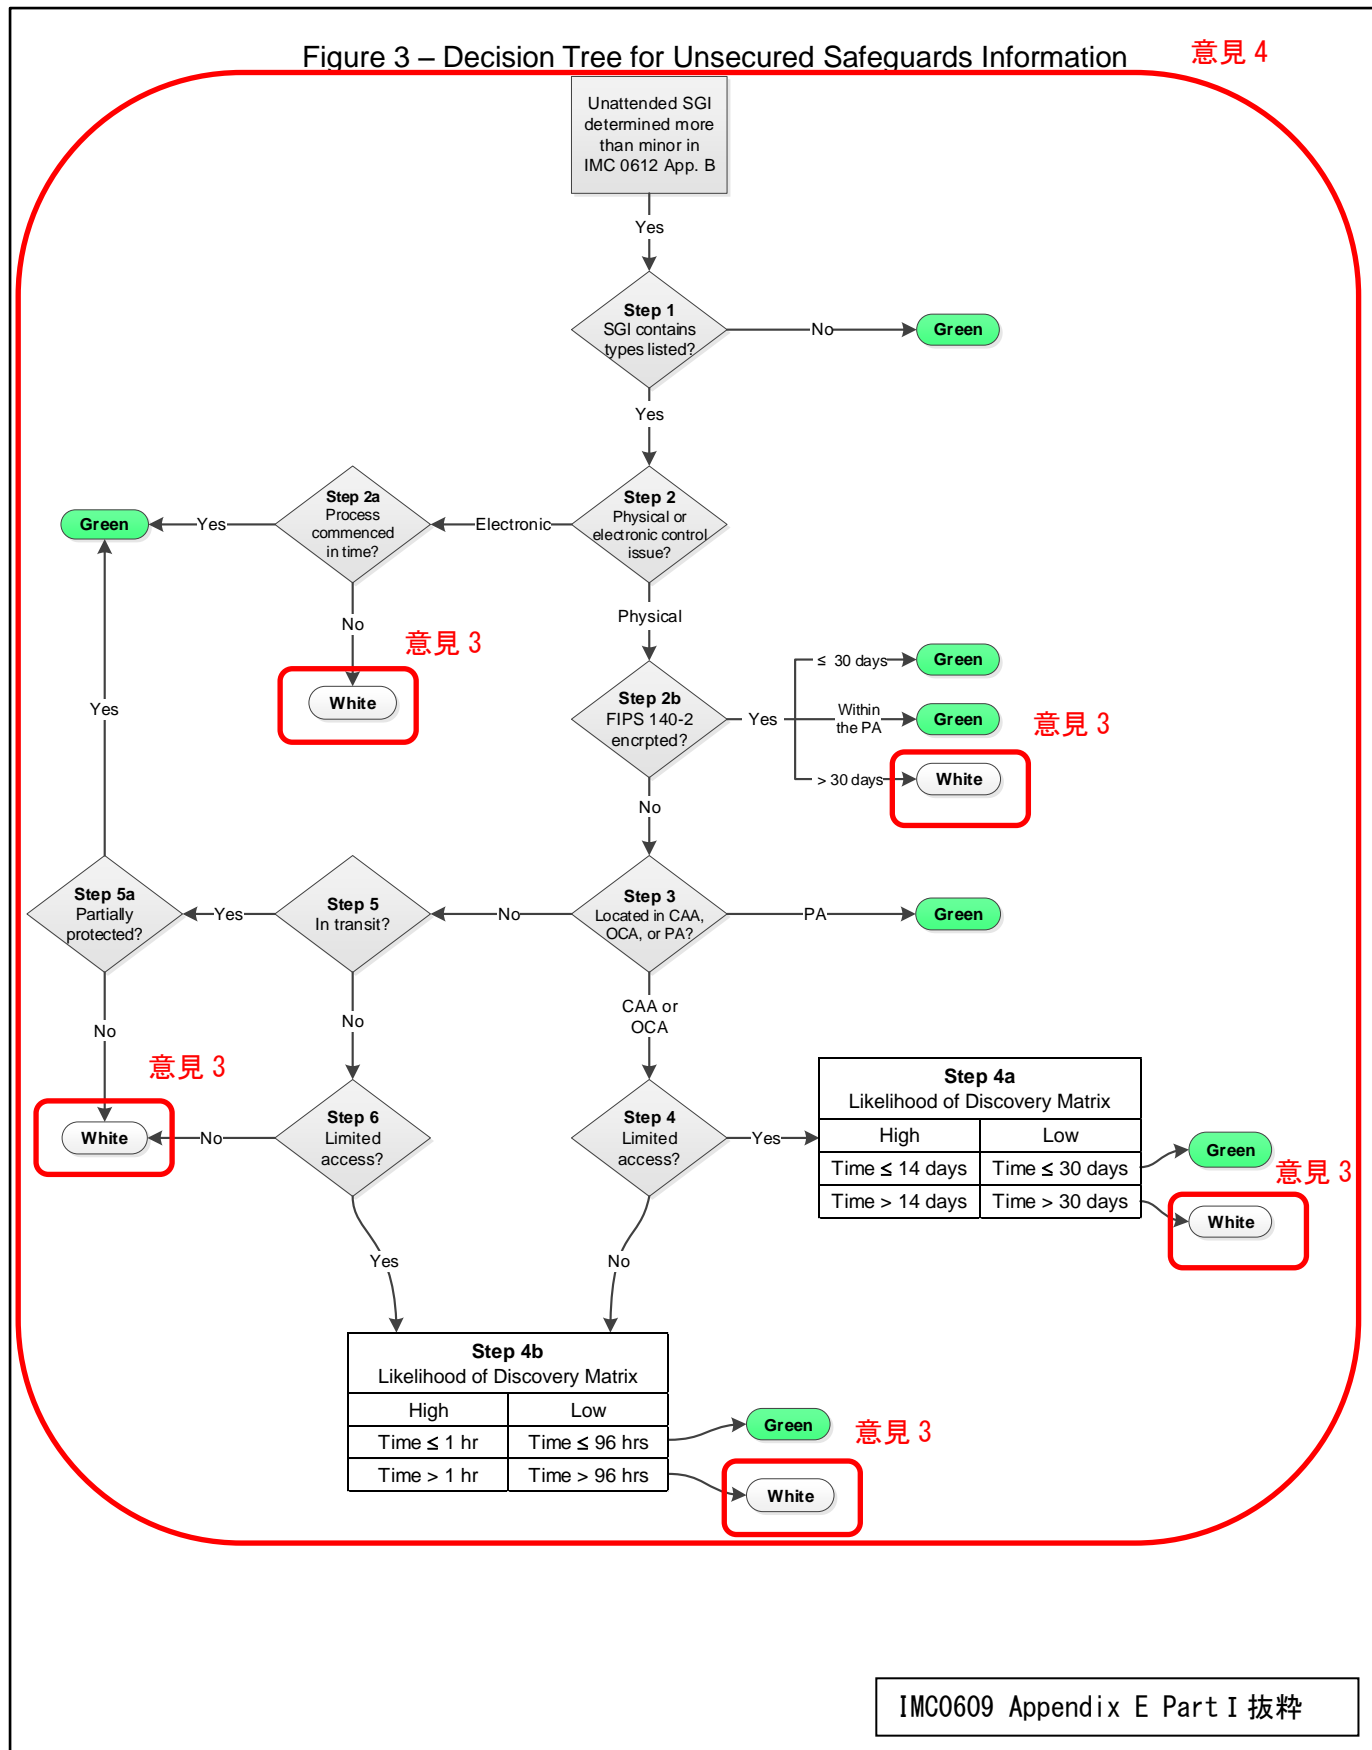 Figure 3 – Decision Tree for Unsecured Safeguards Information
意見 4
Unattended SGI
determined more
than minor in
IMC 0612 App. B
Yes
Step 1
SGI contains
types listed?
No
Green
Yes
Step 2
Physical or
electronic control
issue?
Electronic
Step 2a
Process
commenced
in time?
Yes
Green
No
意見 3
White
Physical
Step 2b
FIPS 140-2
encrpted?
Yes
≤ 30 days
Green
Within
the PA
Green
意見 3
> 30 days
White
No
Yes
Step 3
Located in CAA,
OCA, or PA?
PA
Green
No
Step 5
In transit?
Yes
Step 5a
Partially
protected?
No
意見 3
White
No
CAA or
OCA
Step 6
Limited
access?
No
Step 4
Limited
access?
Yes
Step 4a
Likelihood of Discovery Matrix
High Low
Time ≤ 14 days Time ≤ 30 days
Time > 14 days Time > 30 days
Green
意見 3
White
Yes
No
Step 4b
Likelihood of Discovery Matrix
High Low
Time ≤ 1 hr Time ≤ 96 hrs
Time > 1 hr Time > 96 hrs
Green
意見 3
White
IMC0609 Appendix E Part I 抜粋